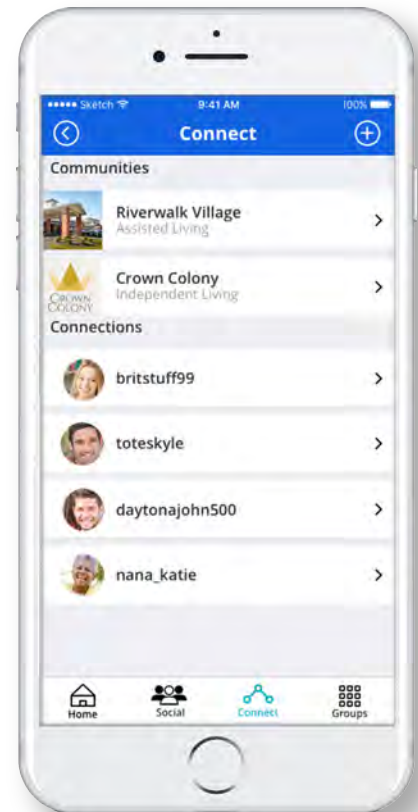 Sketch 9:41 AM 100%
Connect
Communities
Riverwalk Village
Assisted Living
CROWN
COLONY
Crown Colony
Independent Living
Connections
britstuff99
toteskyle
daytonajohn500
nana_katie
Home Social Connect Groups